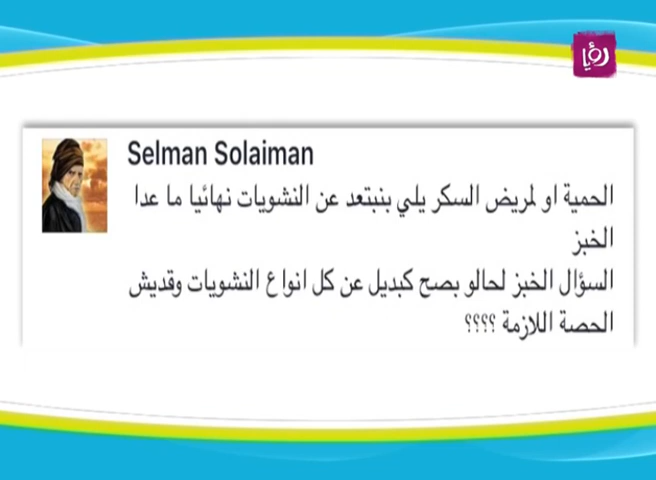 رؤيا
Selman Solaiman
الحمية او لمريض السكر يلي بنبتعد عن النشويات نهائيا ما عدا
الخبز
السؤال الخبز لحالو بصح كبديل عن كل انواع النشويات وقديش
الحصة اللازمة ؟؟؟؟